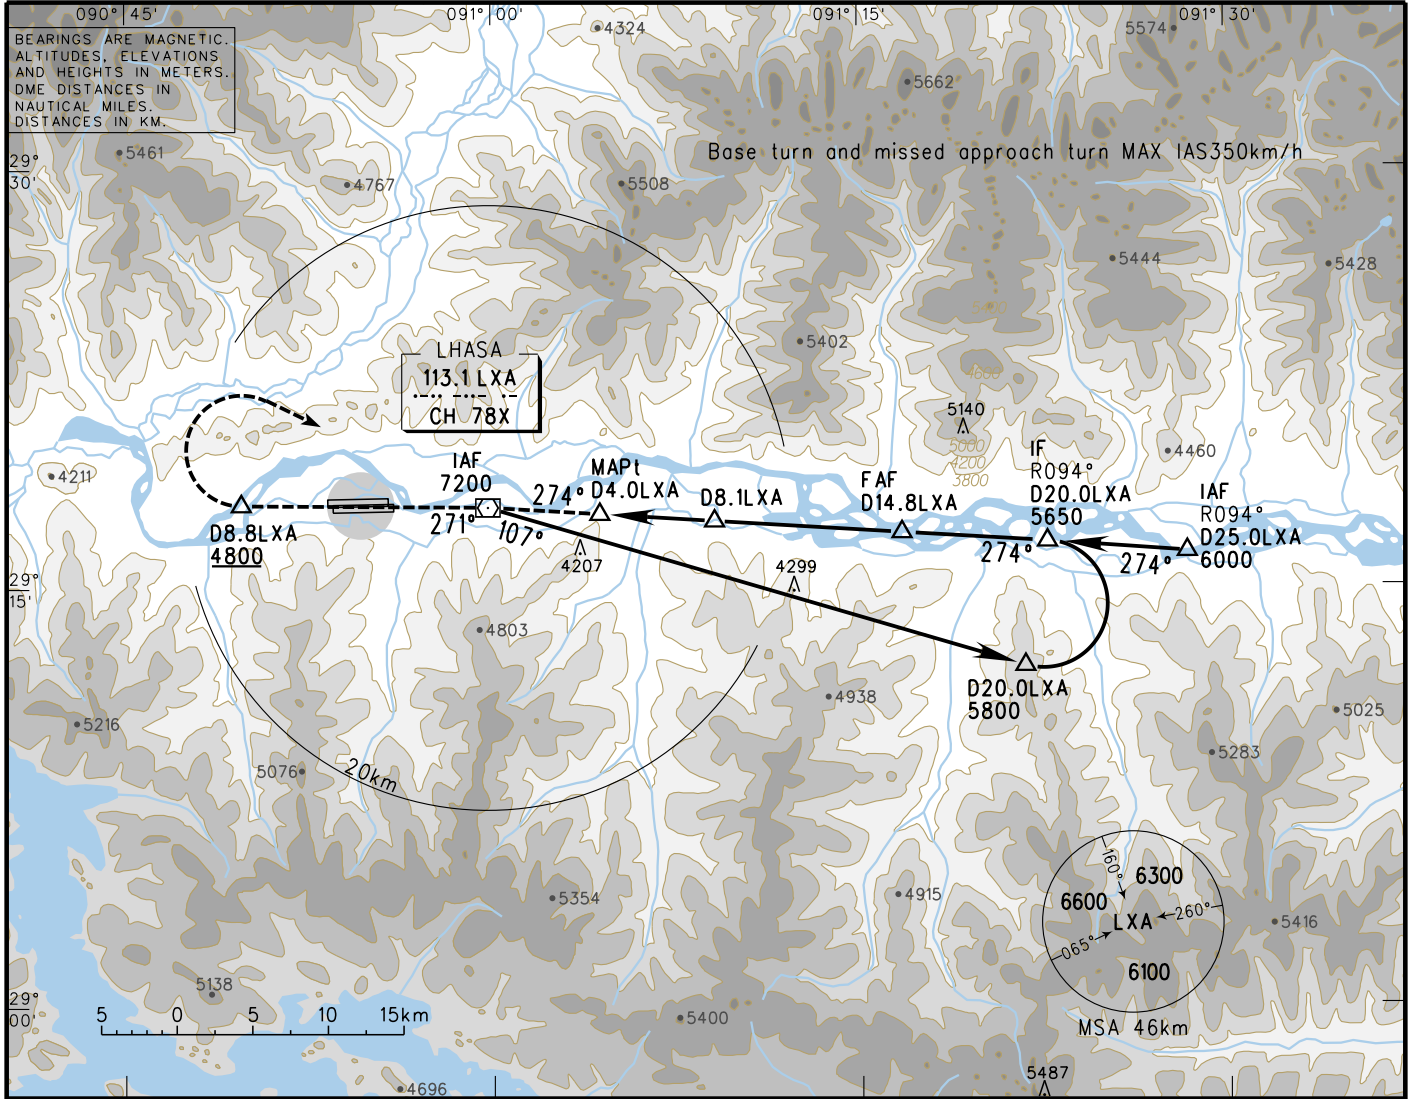 090° 45'
091° 00'
091° 15'
091° 30'
BEARINGS ARE MAGNETIC.
ALTITUDES, ELEVATIONS
AND HEIGHTS IN METERS.
DME DISTANCES IN
NAUTICAL MILES.
DISTANCES IN KM.
4324
5574
5662
5461
Base turn and missed approach turn MAX IAS350km/h
29°
30'
4767
5508
5444
5428
5400
5402
LHASA
113.1 LXA
CH 78X
4600
5140
5000
4200
3800
4460
4211
IAF
7200
MAPt
D4.0LXA
274°
D8.1LXA
FAF
D14.8LXA
IF
R094°
D20.0LXA
5650
IAF
R094°
D25.0LXA
6000
D8.8LXA
4800
271°
107°
274°
274°
4207
4299
29°
15'
4803
D20.0LXA
5800
4938
5216
5025
5283
5076
20km
160°
6300
6600
LXA
260°
065°
6100
MSA 46km
5354
4915
5416
5138
29°
00'
5 0 5 10 15km
5400
5487
4696